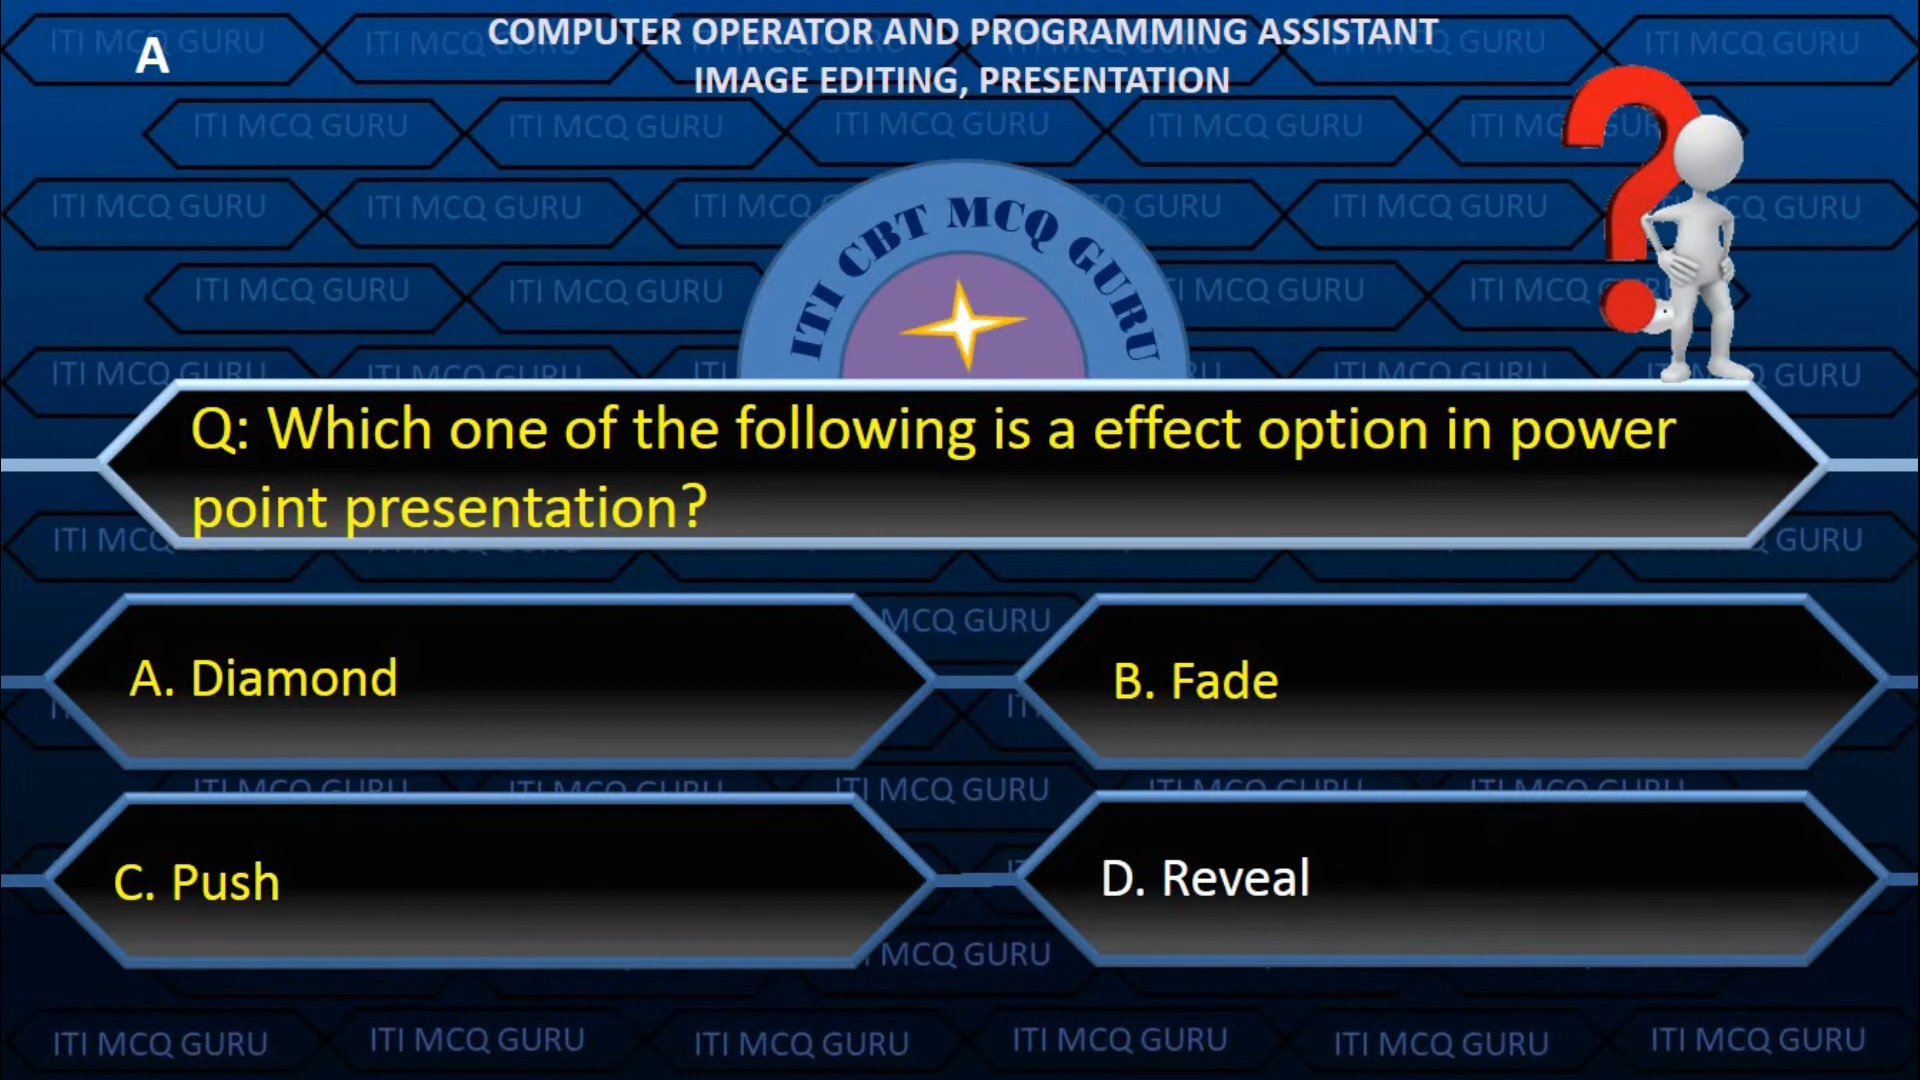 A
COMPUTER OPERATOR AND PROGRAMMING ASSISTANT
IMAGE EDITING, PRESENTATION
ITI CBT MCQ GURU
Q: Which one of the following is a effect option in power
point presentation?
A. Diamond
B. Fade
C. Push
D. Reveal
ITI MCQ GURU
ITI MCQ GURU
ITI MCQ GURU
ITI MCQ GURU
ITI MCQ GURU
ITI MCQ GURU